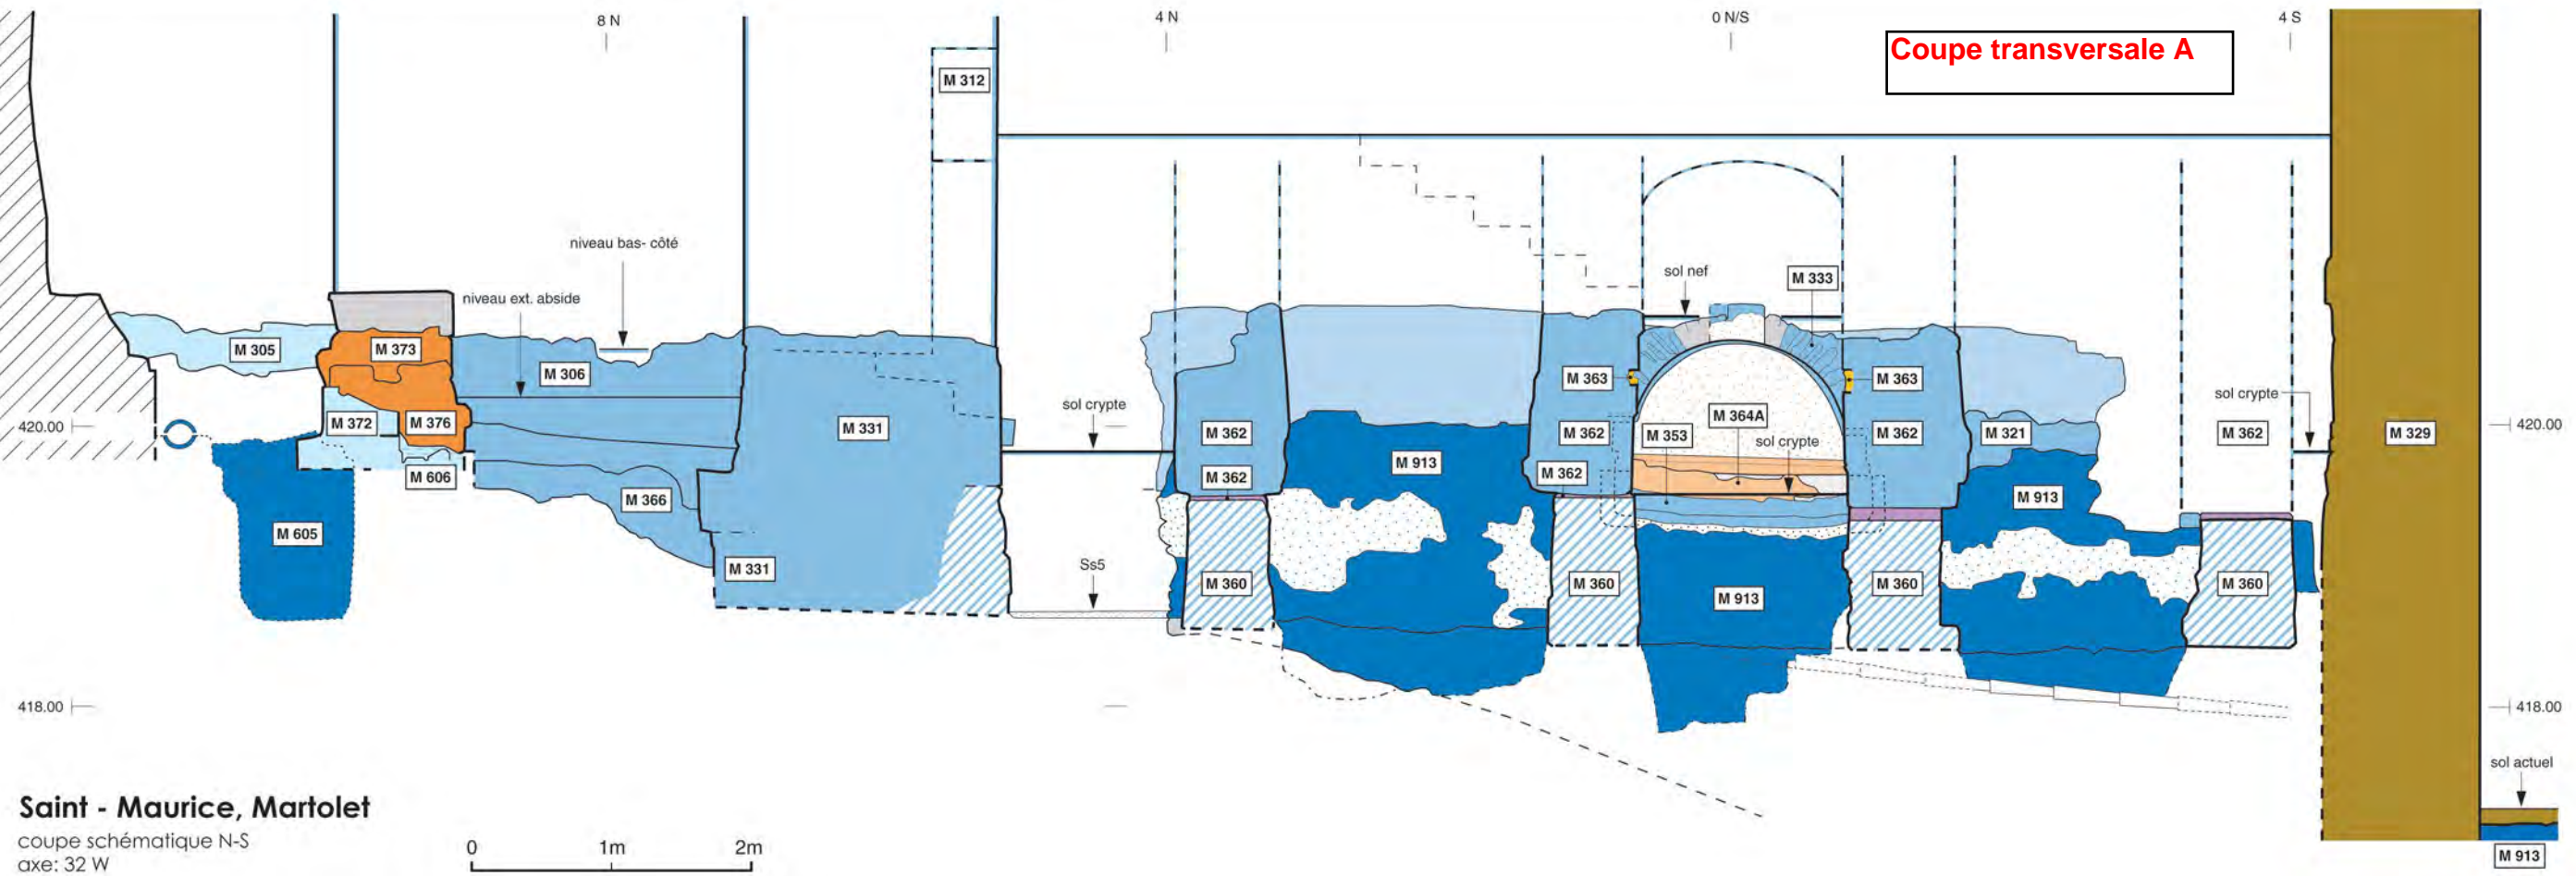 8 N
4 N
0 N/S
4 S
Coupe transversale A
M 312
niveau bas- côté
niveau ext. abside
sol nef
M 333
M 305
M 373
M 306
M 363
M 363
sol crypte
sol crypte
420.00
M 372
M 376
M 331
M 362
M 362
M 353
M 364A
sol crypte
M 362
M 321
M 362
M 329
420.00
M 606
M 366
M 362
M 913
M 362
M 913
M 605
M 331
Ss5
M 360
M 360
M 913
M 360
M 360
418.00
418.00
sol actuel
Saint - Maurice, Martolet
coupe schématique N-S
axe: 32 W
0 1m 2m
M 913